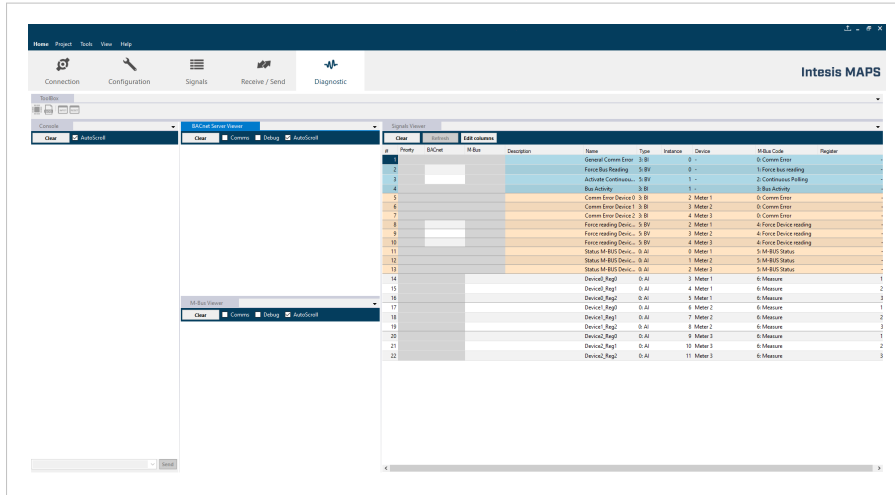 Home Project Tools View Help
Connection Configuration Signals Receive / Send Diagnostic
Intesis MAPS
ToolBox
Console
Clear AutoScroll
BACnet Server Viewer
Clear Comms Debug AutoScroll
M-Bus Viewer
Clear Comms Debug AutoScroll
Send
Signals Viewer
Clear Refresh Edit columns
# Priority BACnet M-Bus Description Name Type Instance Device M-Bus Code Register
1 General Comm Error 3: BI 0 - 0: Comm Error -
2 Force Bus Reading 5: BV 0 - 1: Force bus reading -
3 Activate Continuou... 5: BV 1 - 2: Continuous Polling -
4 Bus Activity 3: BI 1 - 3: Bus Activity -
5 Comm Error Device 0 3: BI 2 Meter 1 0: Comm Error -
6 Comm Error Device 1 3: BI 3 Meter 2 0: Comm Error -
7 Comm Error Device 2 3: BI 4 Meter 3 0: Comm Error -
8 Force reading Devic... 5: BV 2 Meter 1 4: Force Device reading -
9 Force reading Devic... 5: BV 3 Meter 2 4: Force Device reading -
10 Force reading Devic... 5: BV 4 Meter 3 4: Force Device reading -
11 Status M-BUS Devic... 0: AI 0 Meter 1 5: M-BUS Status -
12 Status M-BUS Devic... 0: AI 1 Meter 2 5: M-BUS Status -
13 Status M-BUS Devic... 0: AI 2 Meter 3 5: M-BUS Status -
14 Device0_Reg0 0: AI 3 Meter 1 6: Measure 1
15 Device0_Reg1 0: AI 4 Meter 1 6: Measure 2
16 Device0_Reg2 0: AI 5 Meter 1 6: Measure 3
17 Device1_Reg0 0: AI 6 Meter 2 6: Measure 1
18 Device1_Reg1 0: AI 7 Meter 2 6: Measure 2
19 Device1_Reg2 0: AI 8 Meter 2 6: Measure 3
20 Device2_Reg0 0: AI 9 Meter 3 6: Measure 1
21 Device2_Reg1 0: AI 10 Meter 3 6: Measure 2
22 Device2_Reg2 0: AI 11 Meter 3 6: Measure 3